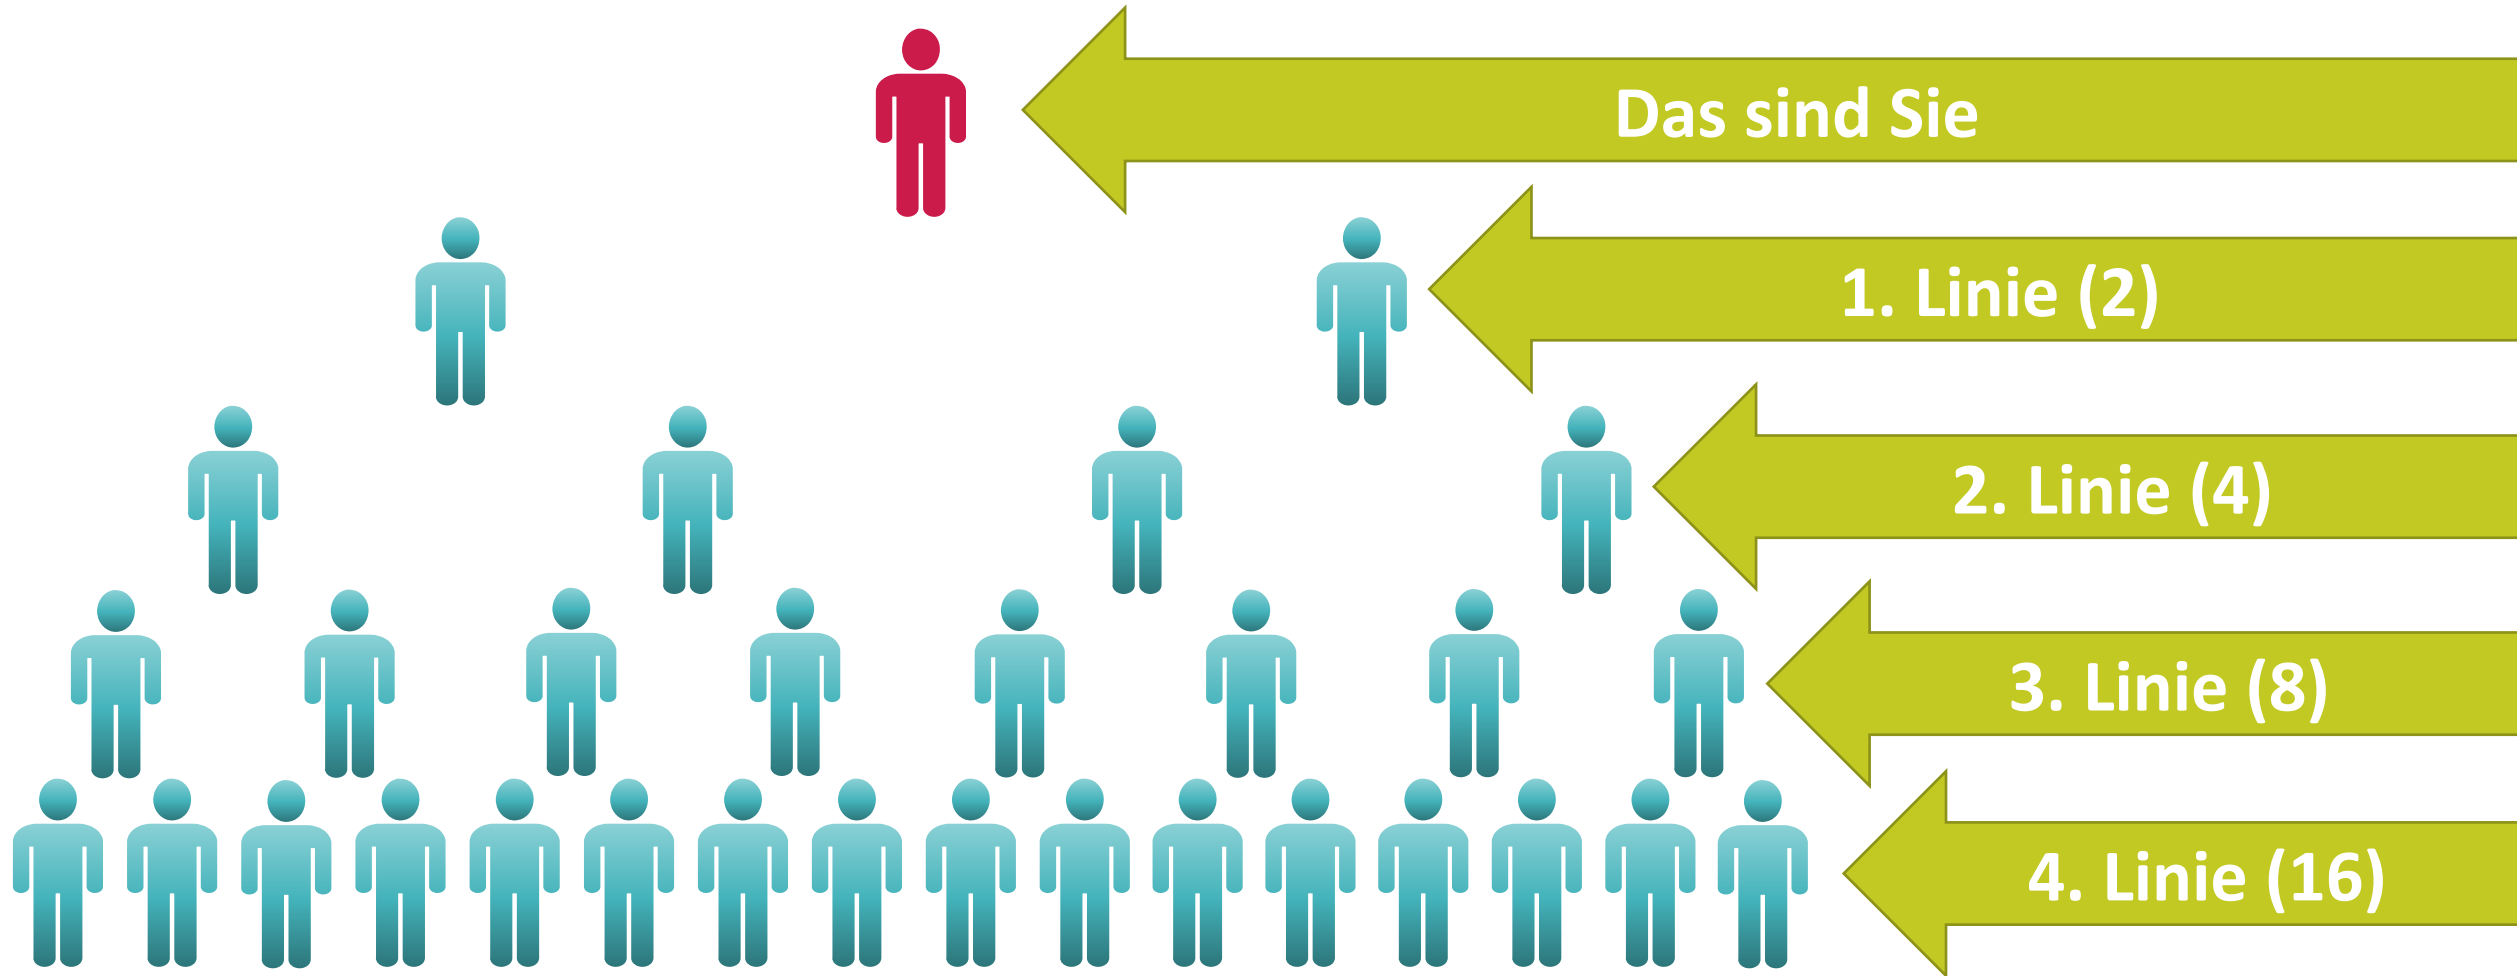 Das sind Sie
1. Linie (2)
2. Linie (4)
3. Linie (8)
4. Linie (16)